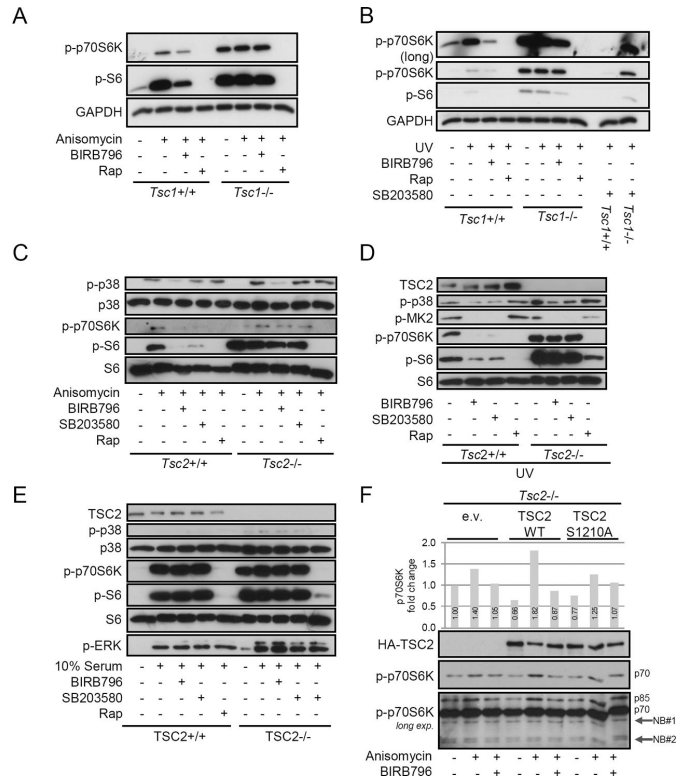 A
p-p70S6K
p-S6
GAPDH
Anisomycin - + + + - + + +
BIRB796 + +
Rap + +
Tsc1+/+ Tsc1-/-
B
p-p70S6K
(long)
p-p70S6K
p-S6
GAPDH
UV - + + + - + + + + +
BIRB796 + +
Rap + +
SB203580 + +
Tsc1+/+ Tsc1-/- Tsc1+/+ Tsc1-/-
C
p-p38
p38
p-p70S6K
p-S6
S6
Anisomycin - + + + + - + + + +
BIRB796 + +
SB203580 + +
Rap + +
Tsc2+/+ Tsc2-/-
D
TSC2
p-p38
p-MK2
p-p70S6K
p-S6
S6
BIRB796 - + - +
SB203580 + +
Rap + +
Tsc2+/+ Tsc2-/-
UV
E
TSC2
p-p38
p38
p-p70S6K
p-S6
S6
p-ERK
10% Serum - + + + + - + + + +
BIRB796 + +
SB203580 + + +
Rap +
TSC2+/+ TSC2-/-
F
Tsc2-/-
e.v. TSC2 WT TSC2 S1210A
p70S6K
fold change
2.0
1.5
1.0
0.5
0.0
1.00 1.40 1.05 0.66 1.82 0.87 0.77 1.25 1.07
HA-TSC2
p-p70S6K p70
p-p70S6K
long exp.
p85
p70
NB#1
NB#2
Anisomycin - + + - + + - + +
BIRB796 + + +